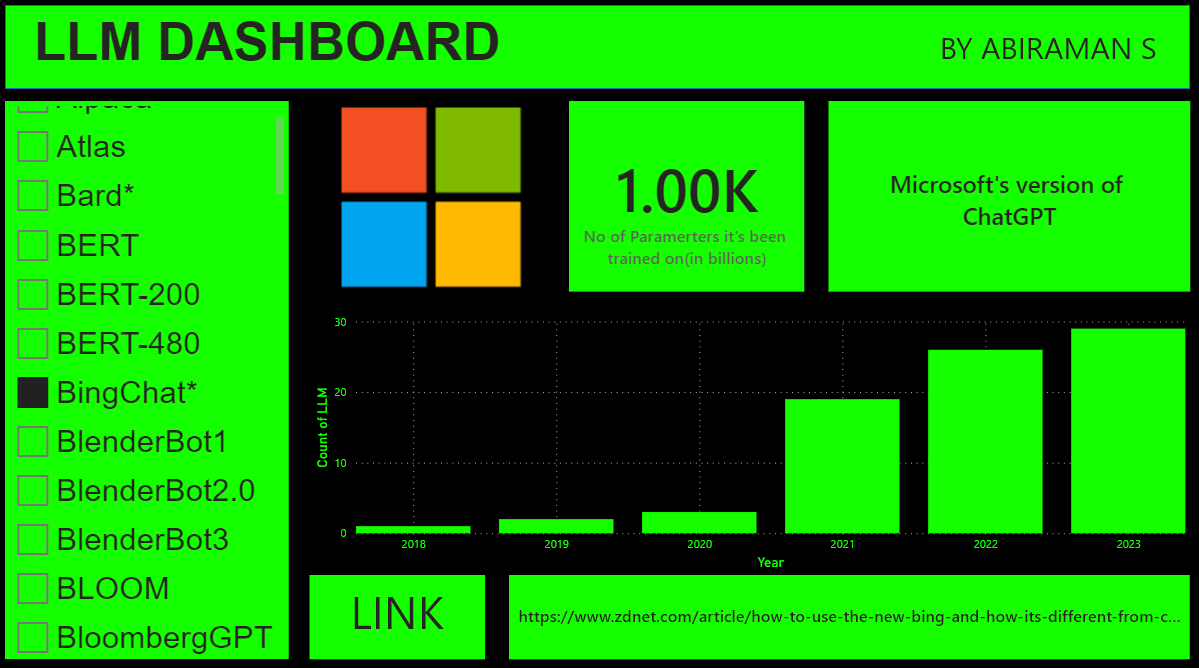 LLM DASHBOARD
BY ABIRAMAN S
Alpaca
Atlas
Bard*
BERT
BERT-200
BERT-480
BingChat*
BlenderBot1
BlenderBot2.0
BlenderBot3
BLOOM
BloombergGPT
1.00K
No of Paramerters it's been
trained on(in billions)
Microsoft's version of
ChatGPT
Count of LLM
30
20
10
0
2018
2019
2020
2021
2022
2023
Year
LINK
https://www.zdnet.com/article/how-to-use-the-new-bing-and-how-its-different-from-c...